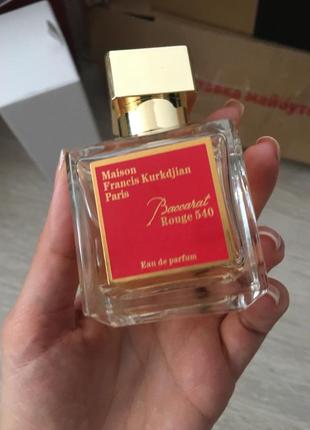 Maison
Francis Kurkdjian
Paris
Baccarat
Rouge 540
Eau de parfum